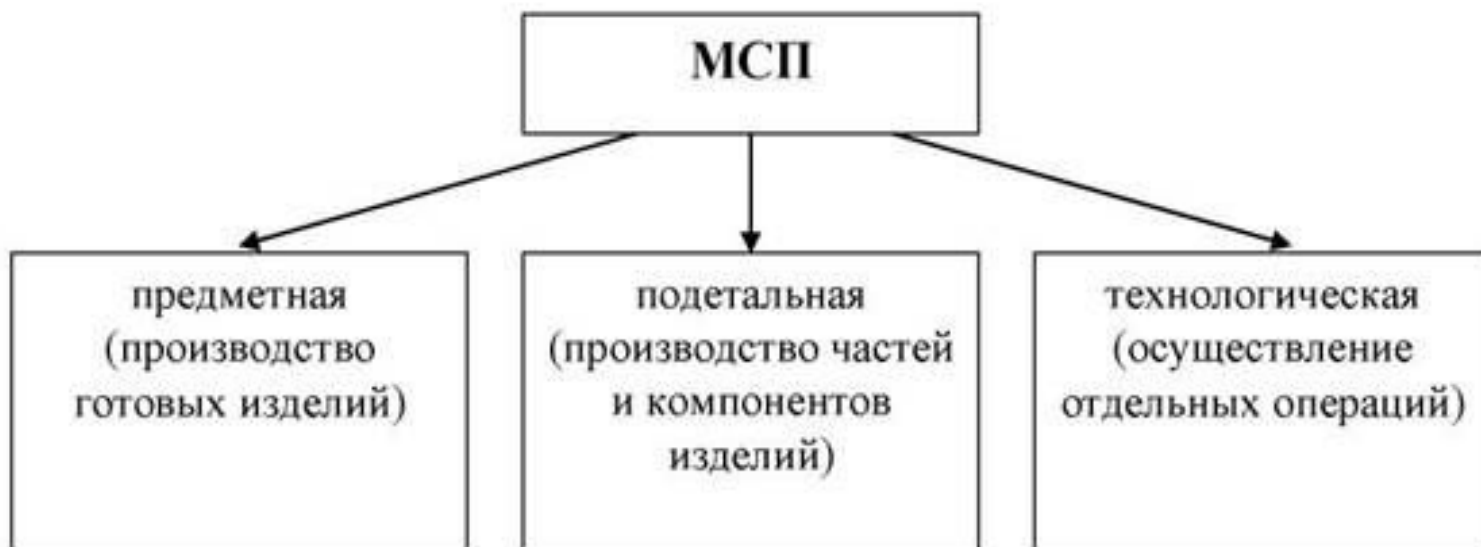 МСП
предметная
(производство
готовых изделий)
подетальная
(производство частей
и компонентов
изделий)
технологическая
(осуществление
отдельных операций)